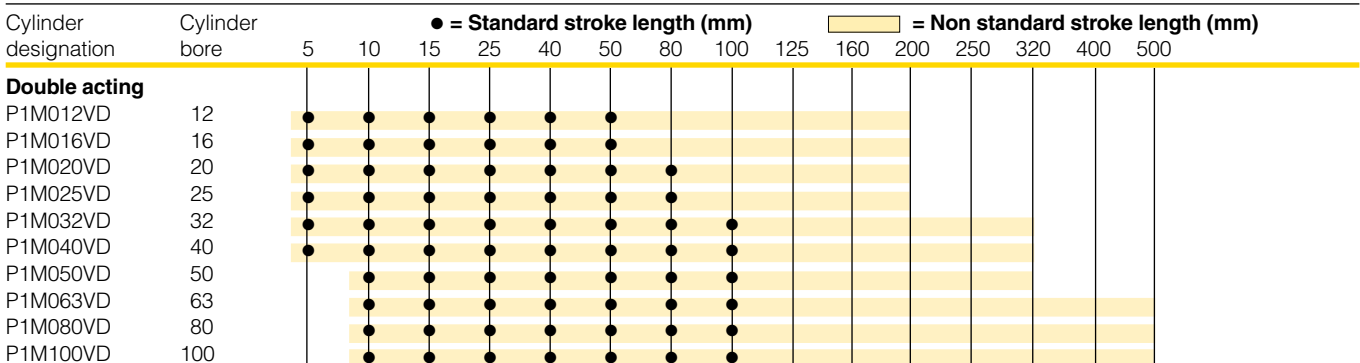 Cylinder Cylinder ● = Standard stroke length (mm) = Non standard stroke length (mm)
designation bore 5 10 15 25 40 50 80 100 125 160 200 250 320 400 500
Double acting
P1M012VD 12
P1M016VD 16
P1M020VD 20
P1M025VD 25
P1M032VD 32
P1M040VD 40
P1M050VD 50
P1M063VD 63
P1M080VD 80
P1M100VD 100